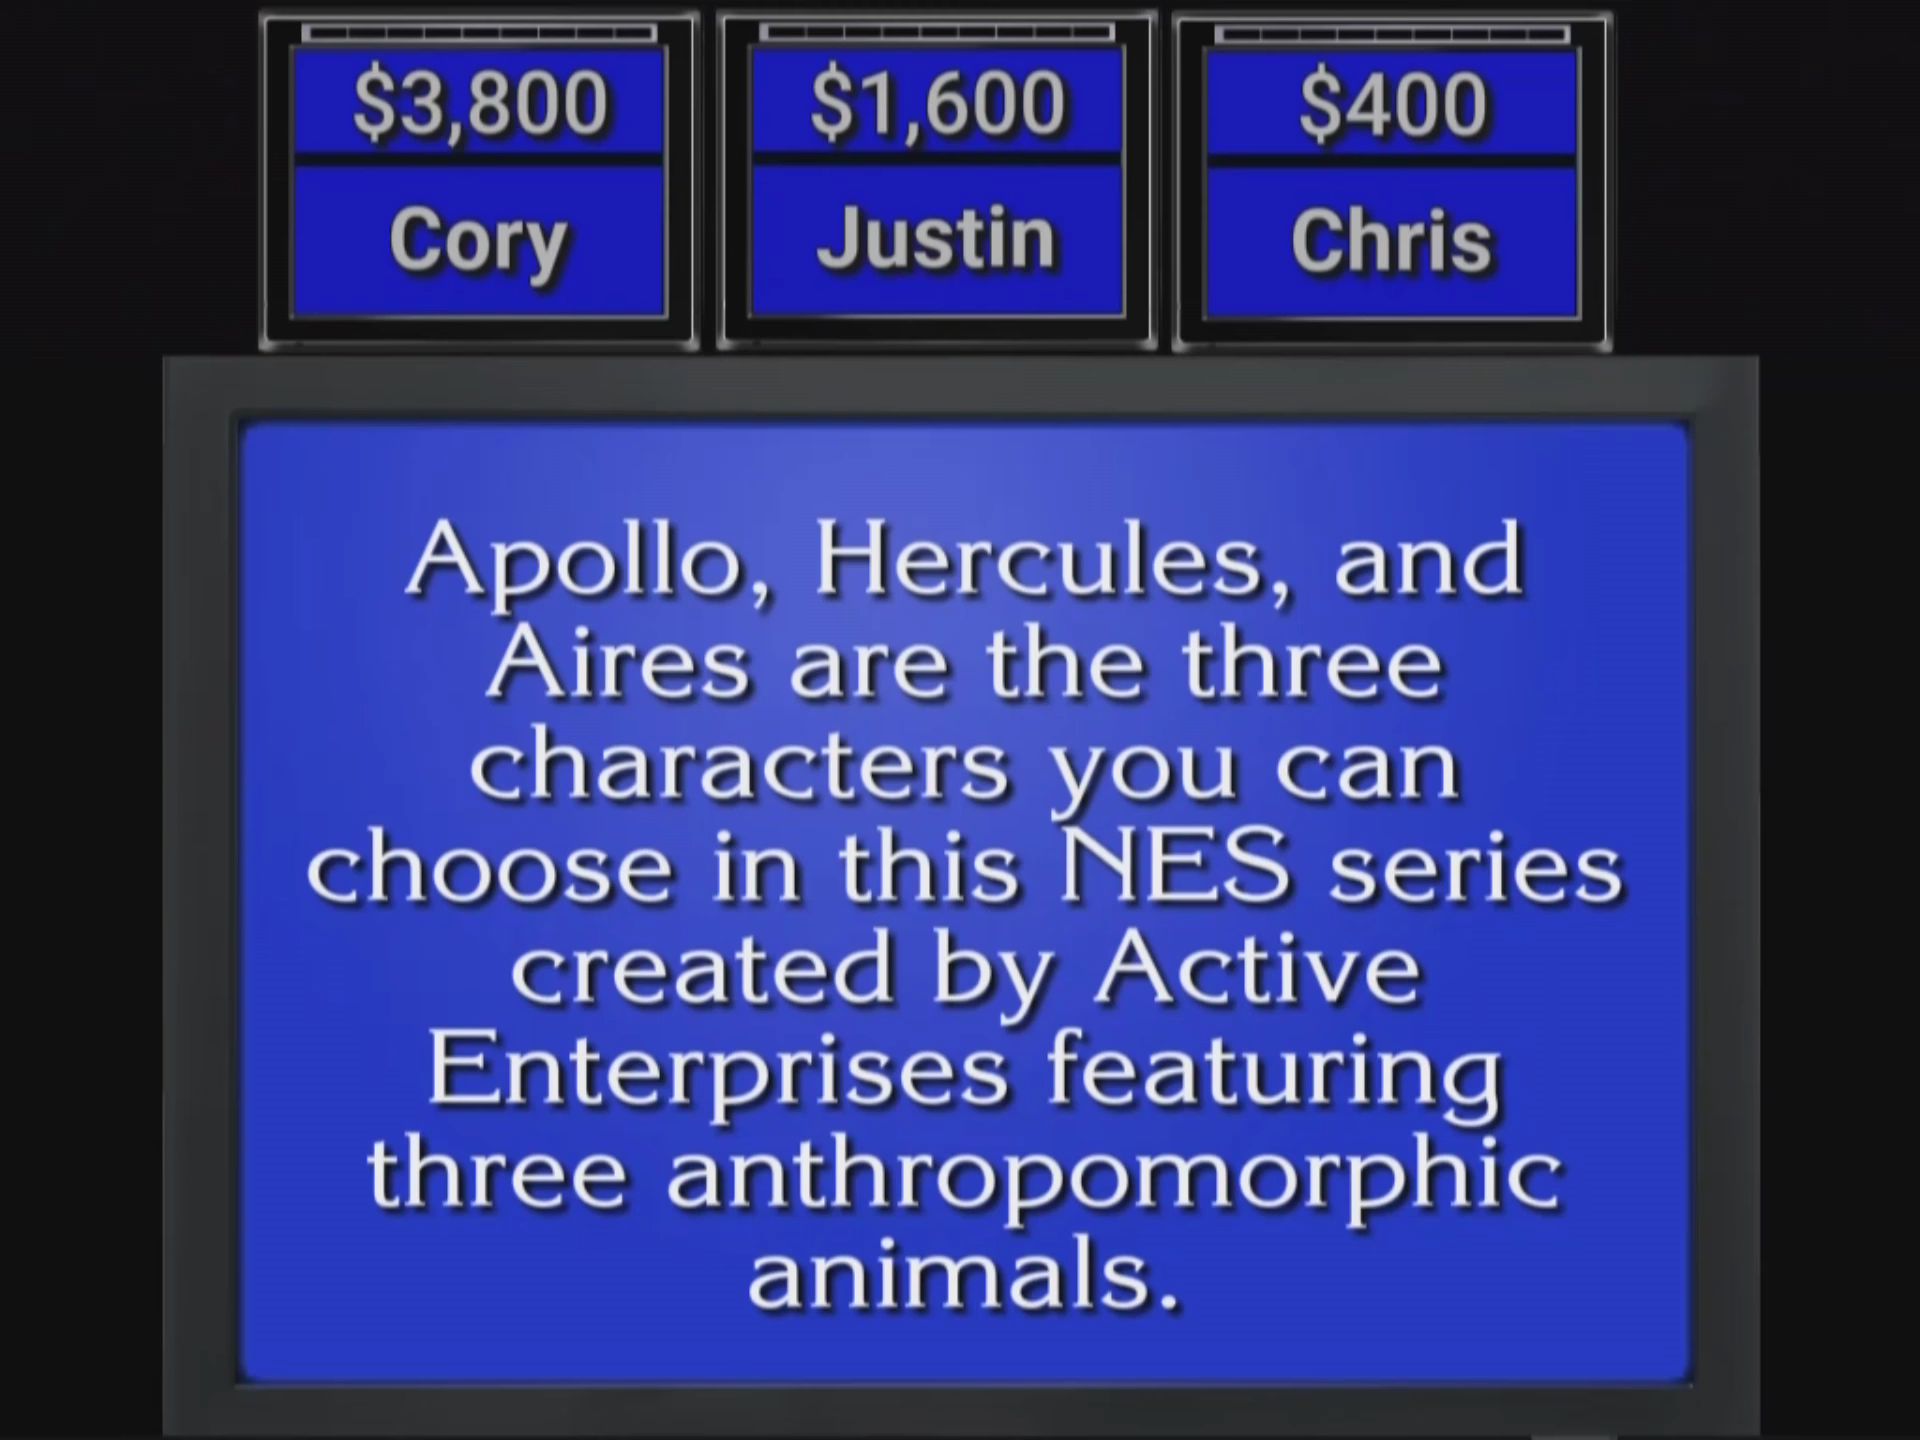 $3,800
Cory
$1,600
Justin
$400
Chris
Apollo, Hercules, and
Aires are the three
characters you can
choose in this NES series
created by Active
Enterprises featuring
three anthropomorphic
animals.